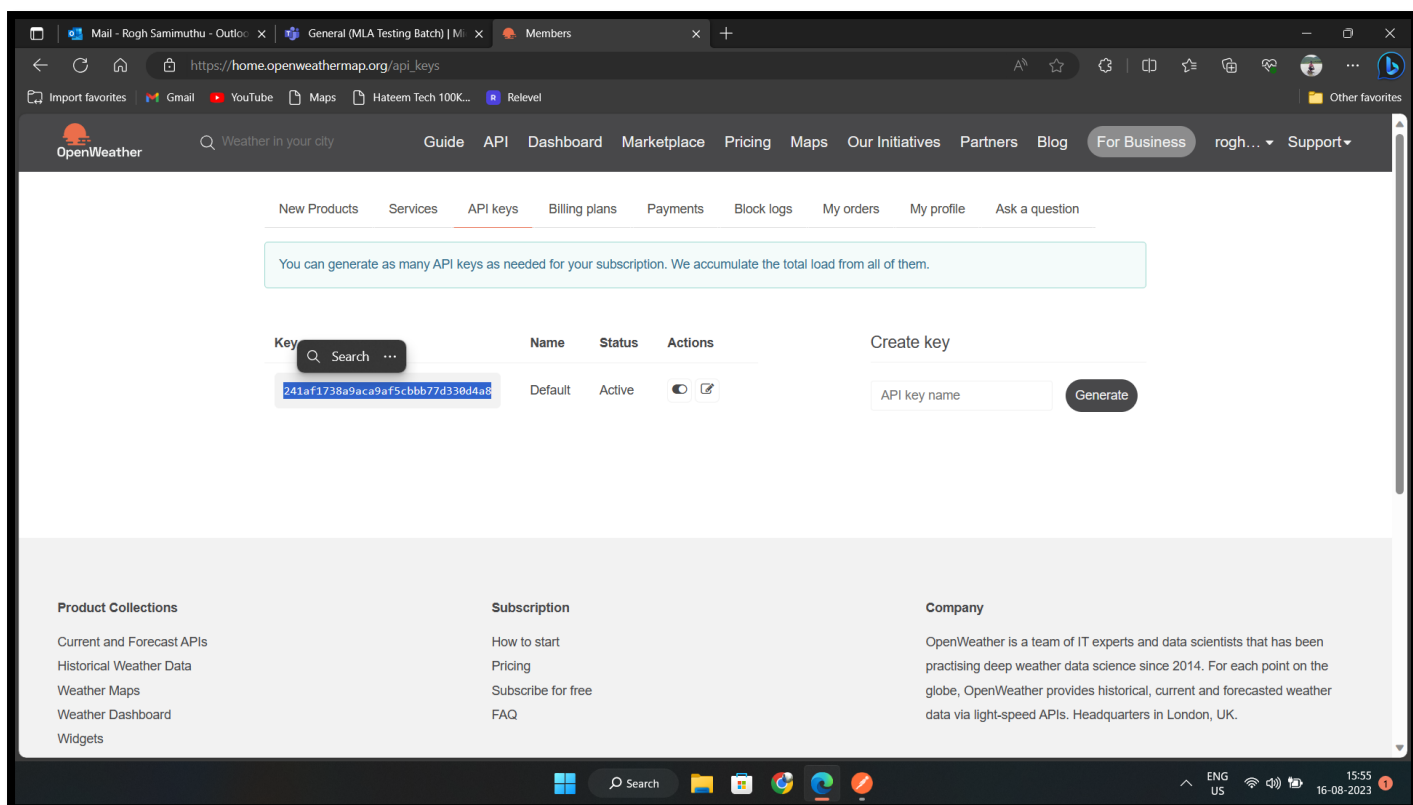 Mail - Rogh Samimuthu - Outloo
General (MLA Testing Batch) | Mi
Members
https://home.openweathermap.org/api_keys
Import favorites
Gmail
YouTube
Maps
Hateem Tech 100K...
Relevel
Other favorites
OpenWeather
Weather in your city
Guide API Dashboard Marketplace Pricing Maps Our Initiatives Partners Blog For Business rogh... Support
New Products Services API keys Billing plans Payments Block logs My orders My profile Ask a question
You can generate as many API keys as needed for your subscription. We accumulate the total load from all of them.
Key Name Status Actions Create key
Search ...
241af1738a9aca9af5cbbb77d330d4a8 Default Active API key name Generate
Product Collections
Current and Forecast APIs
Historical Weather Data
Weather Maps
Weather Dashboard
Widgets
Subscription
How to start
Pricing
Subscribe for free
FAQ
Company
OpenWeather is a team of IT experts and data scientists that has been
practising deep weather data science since 2014. For each point on the
globe, OpenWeather provides historical, current and forecasted weather
data via light-speed APIs. Headquarters in London, UK.
Search
ENG
US
15:55
16-08-2023
1